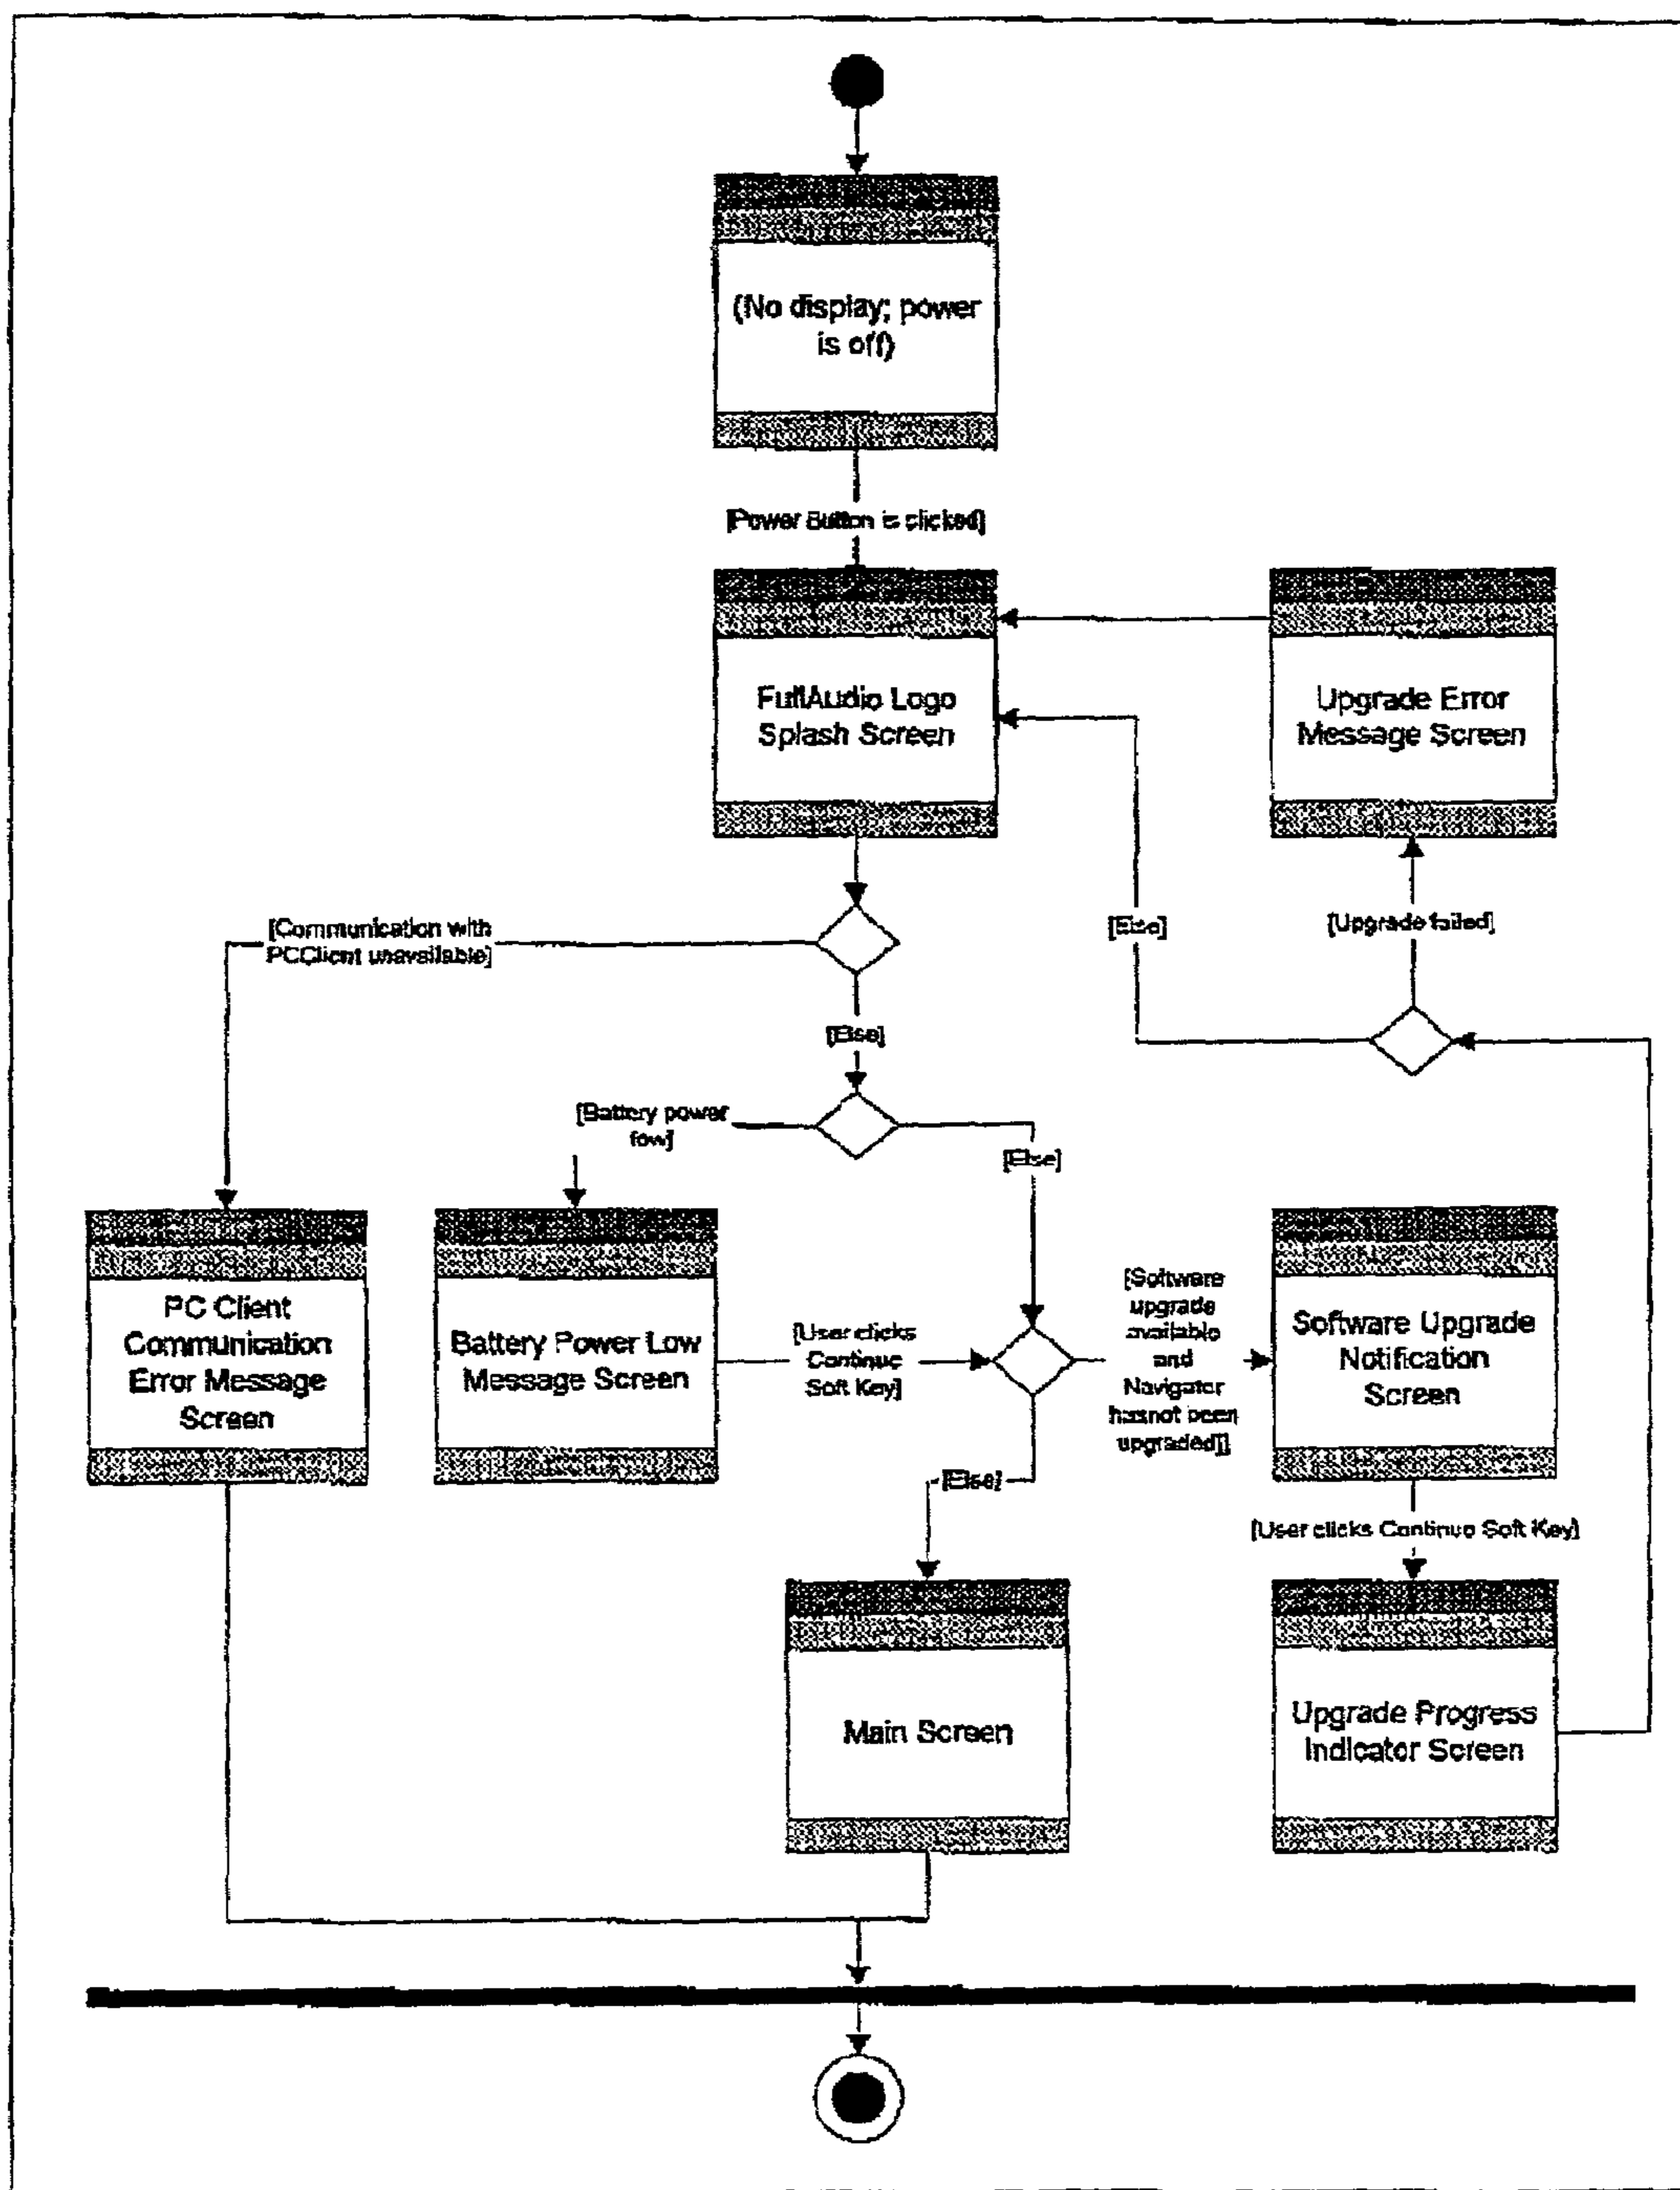 (No display; power
is off)
[Power Button is clicked]
FullAudio Logo
Splash Screen
Upgrade Error
Message Screen
[Communication with
PCClient unavailable]
[Else]
[Upgrade failed]
[Else]
[Battery power
low]
[Else]
PC Client
Communication
Error Message
Screen
Battery Power Low
Message Screen
[User clicks
Continue
Soft Key]
[Software
upgrade
available
and
Navigator
hasnot been
upgraded]]
Software Upgrade
Notification
Screen
[Else]
[User clicks Continue Soft Key]
Main Screen
Upgrade Progress
Indicator Screen